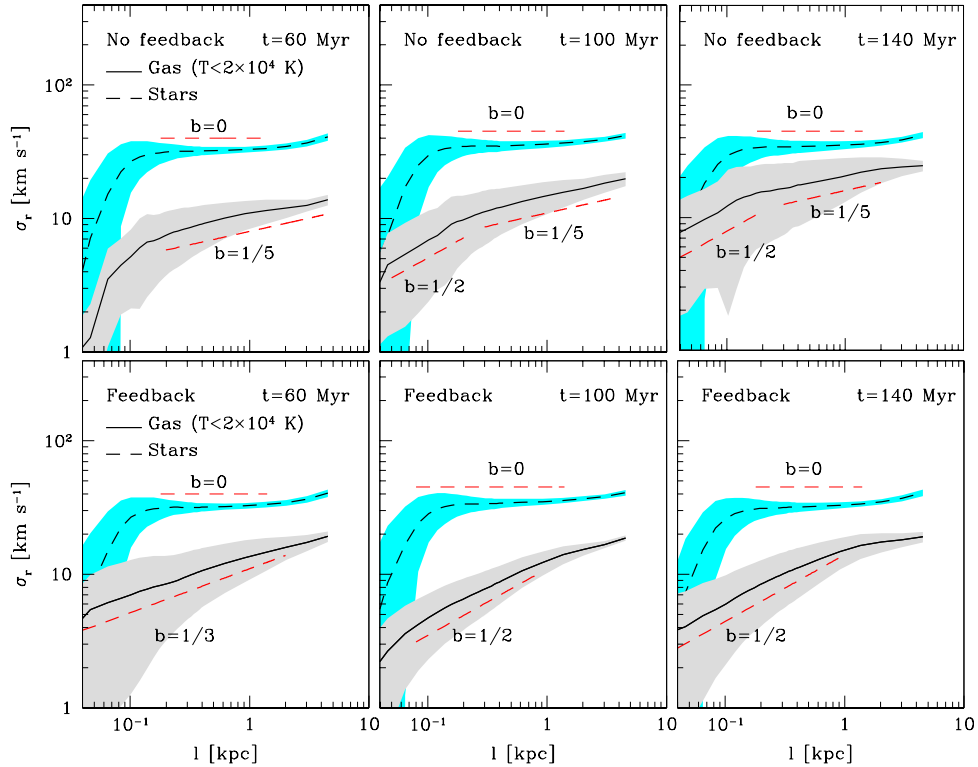 No feedback t=60 Myr
Gas (T<2×10⁴ K)
Stars
b=0
b=1/5
No feedback t=100 Myr
b=0
b=1/5
b=1/2
No feedback t=140 Myr
b=0
b=1/5
b=1/2
10²
10
1
σᵣ [km s⁻¹]
Feedback t=60 Myr
Gas (T<2×10⁴ K)
Stars
b=0
b=1/3
Feedback t=100 Myr
b=0
b=1/2
Feedback t=140 Myr
b=0
b=1/2
10²
10
1
σᵣ [km s⁻¹]
10⁻¹ 1 10⁻¹ 1 10⁻¹ 1 10
l [kpc] l [kpc] l [kpc]